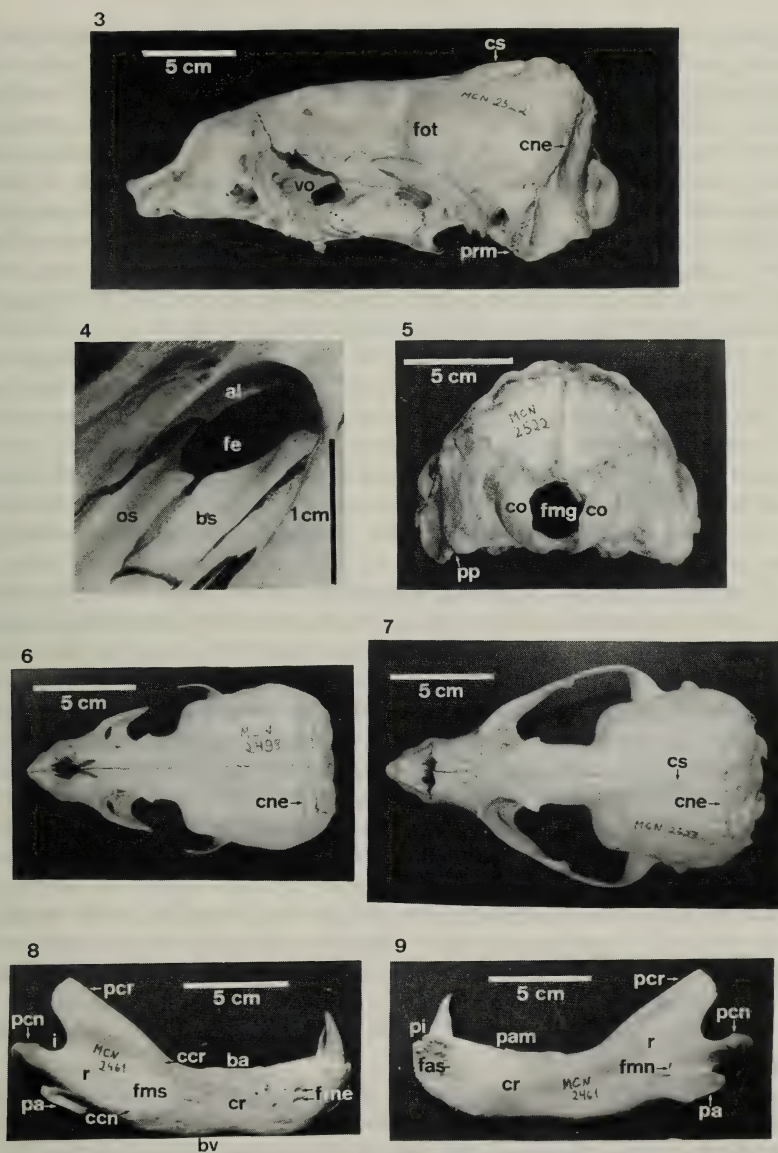 3
cs
5 cm
fot
cne
vo
prm
4
al
fe
os
bs
1 cm
5
5 cm
MCN
2522
co fmg co
pp
6
5 cm
2498
cne
7
5 cm
cs
cne
MCN
8
pcr
5 cm
pcn
i
MCN
2461
ccr
ba
r
fms
cr
fme
pa
ccn
bv
9
pcr
5 cm
pi
pam
pcn
r
fas
fmn
cr
MCN
2461
pa